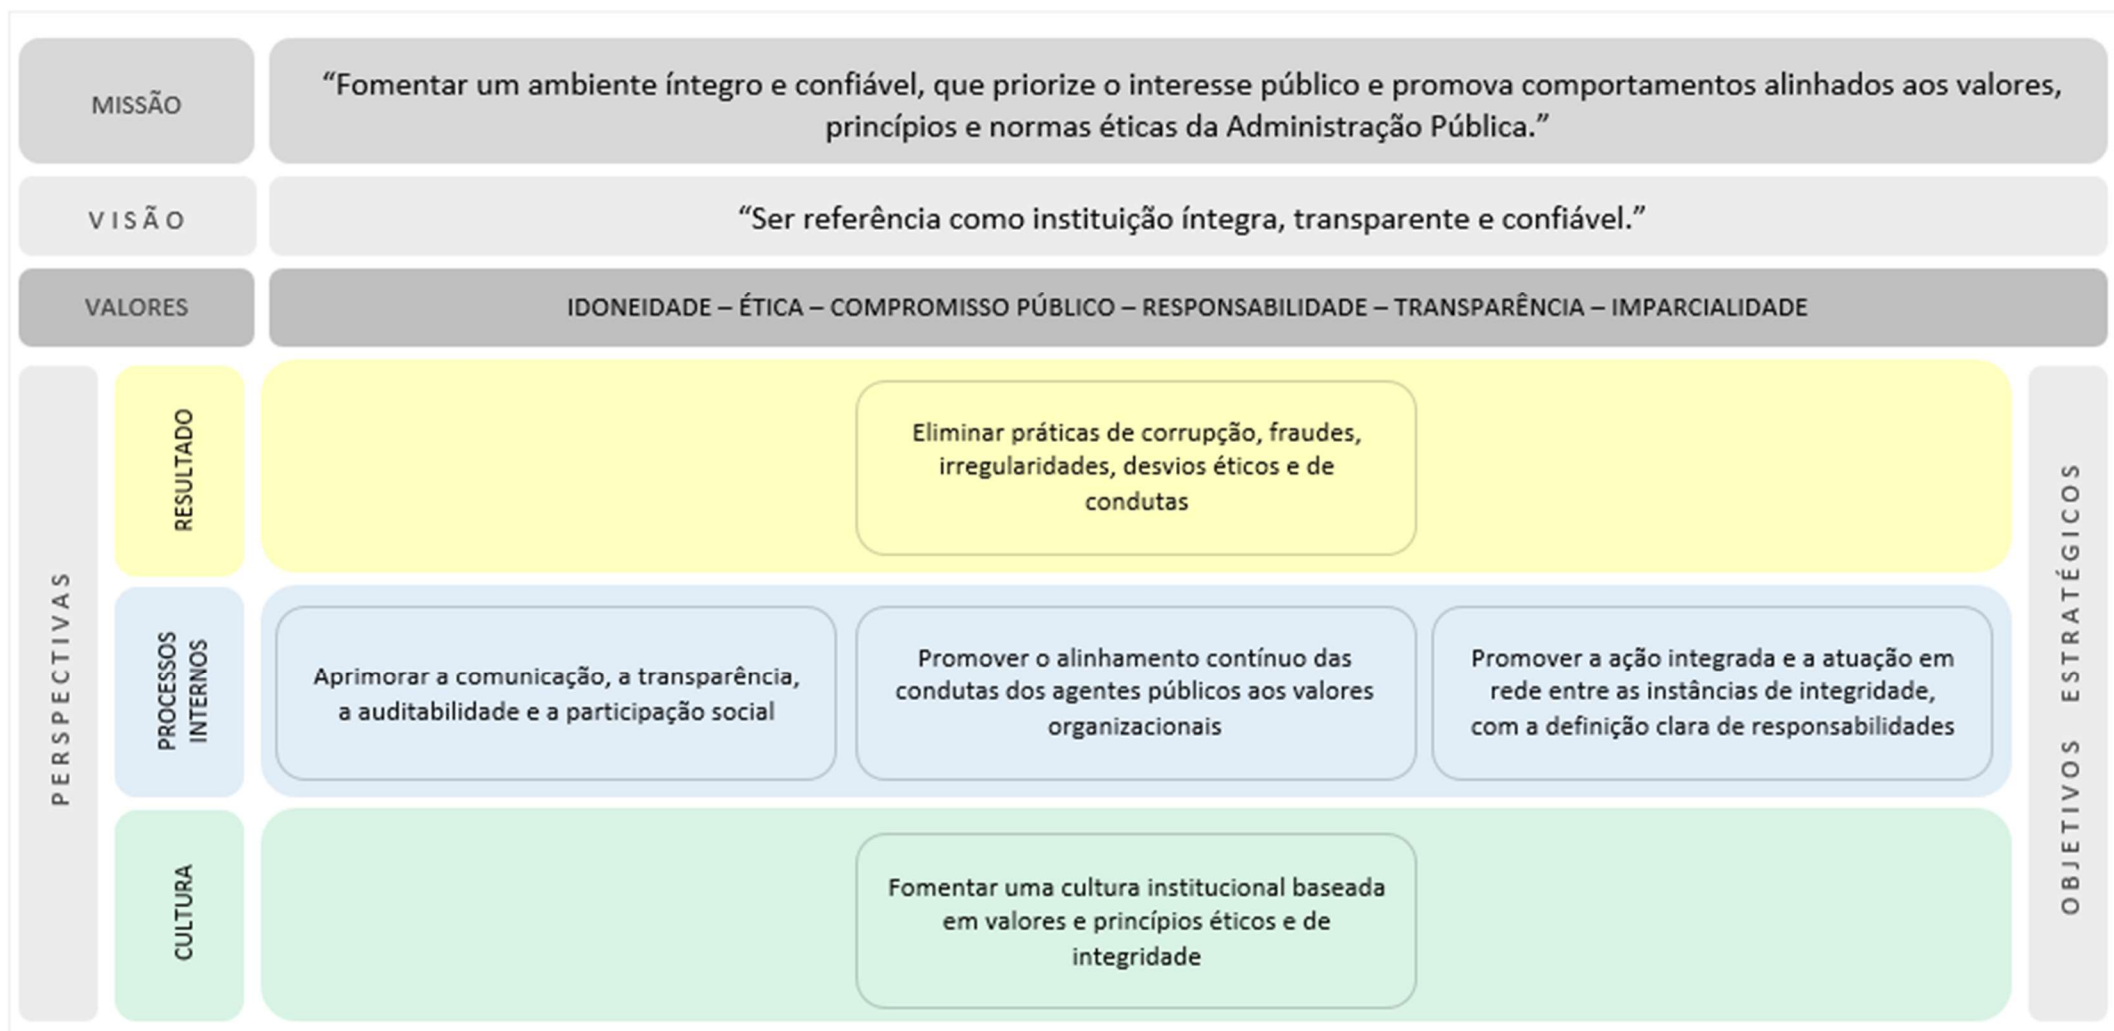 MISSÃO
“Fomentar um ambiente íntegro e confiável, que priorize o interesse público e promova comportamentos alinhados aos valores,
princípios e normas éticas da Administração Pública.”
VISÃO
“Ser referência como instituição íntegra, transparente e confiável.”
VALORES
IDONEIDADE – ÉTICA – COMPROMISSO PÚBLICO – RESPONSABILIDADE – TRANSPARÊNCIA – IMPARCIALIDADE
PERSPECTIVAS
RESULTADO
Eliminar práticas de corrupção, fraudes,
irregularidades, desvios éticos e de
condutas
PROCESSOS
INTERNOS
Aprimorar a comunicação, a transparência,
a auditabilidade e a participação social
Promover o alinhamento contínuo das
condutas dos agentes públicos aos valores
organizacionais
Promover a ação integrada e a atuação em
rede entre as instâncias de integridade,
com a definição clara de responsabilidades
CULTURA
Fomentar uma cultura institucional baseada
em valores e princípios éticos e de
integridade
OBJETIVOS ESTRATÉGICOS